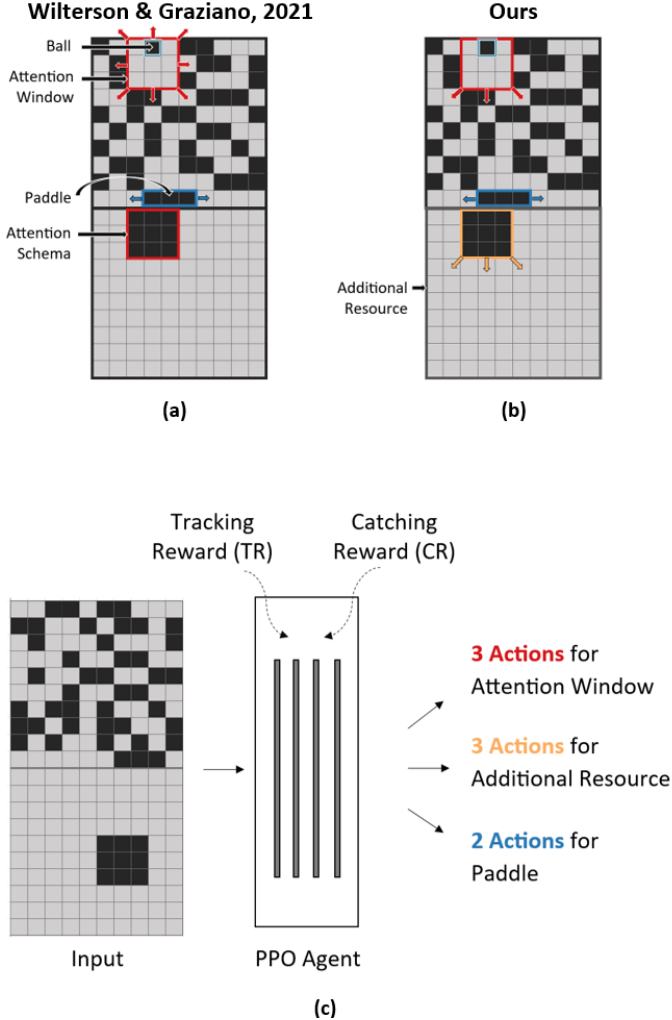 Wilterson & Graziano, 2021
Ball
Attention
Window
Paddle
Attention
Schema
(a)
Ours
Additional
Resource
(b)
Tracking
Reward (TR)
Catching
Reward (CR)
Input
PPO Agent
3 Actions for
Attention Window
3 Actions for
Additional Resource
2 Actions for
Paddle
(c)